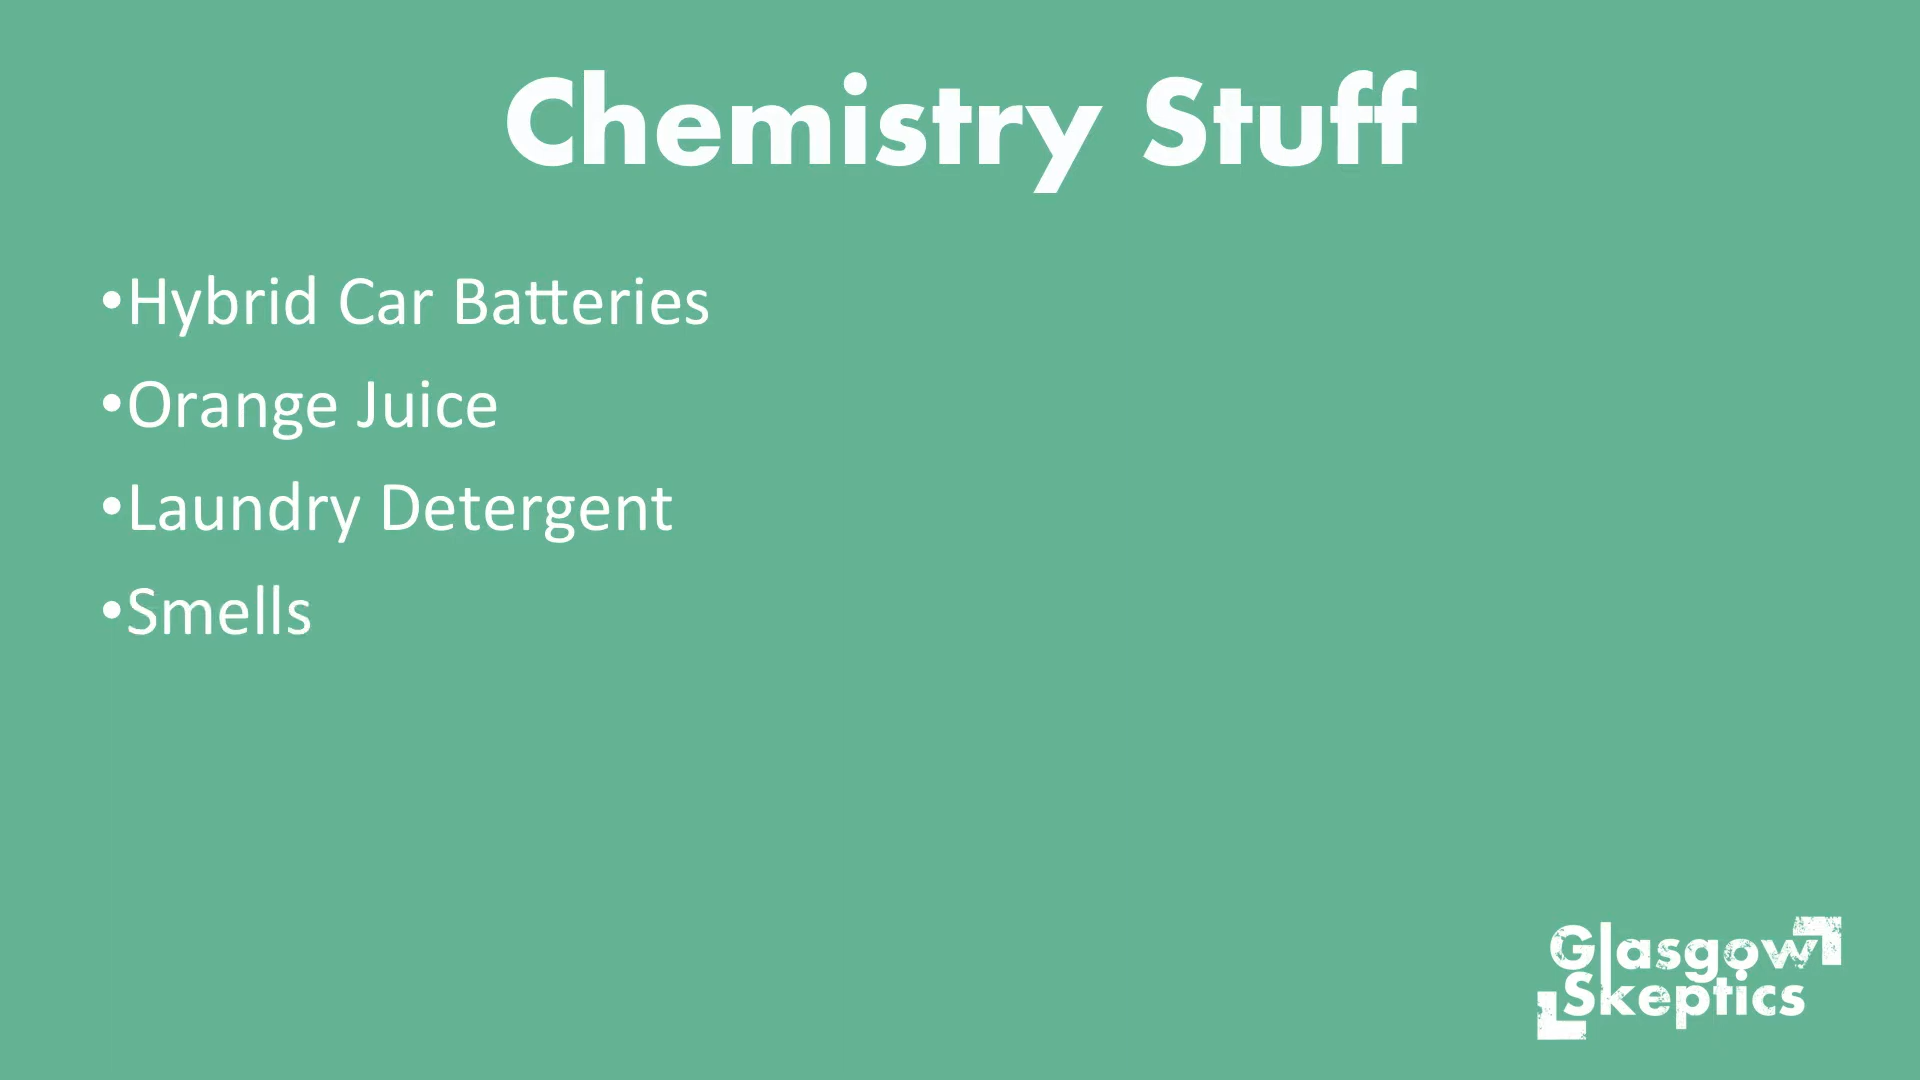 Chemistry Stuff
•Hybrid Car Batteries
•Orange Juice
•Laundry Detergent
•Smells
Glasgow
Skeptics